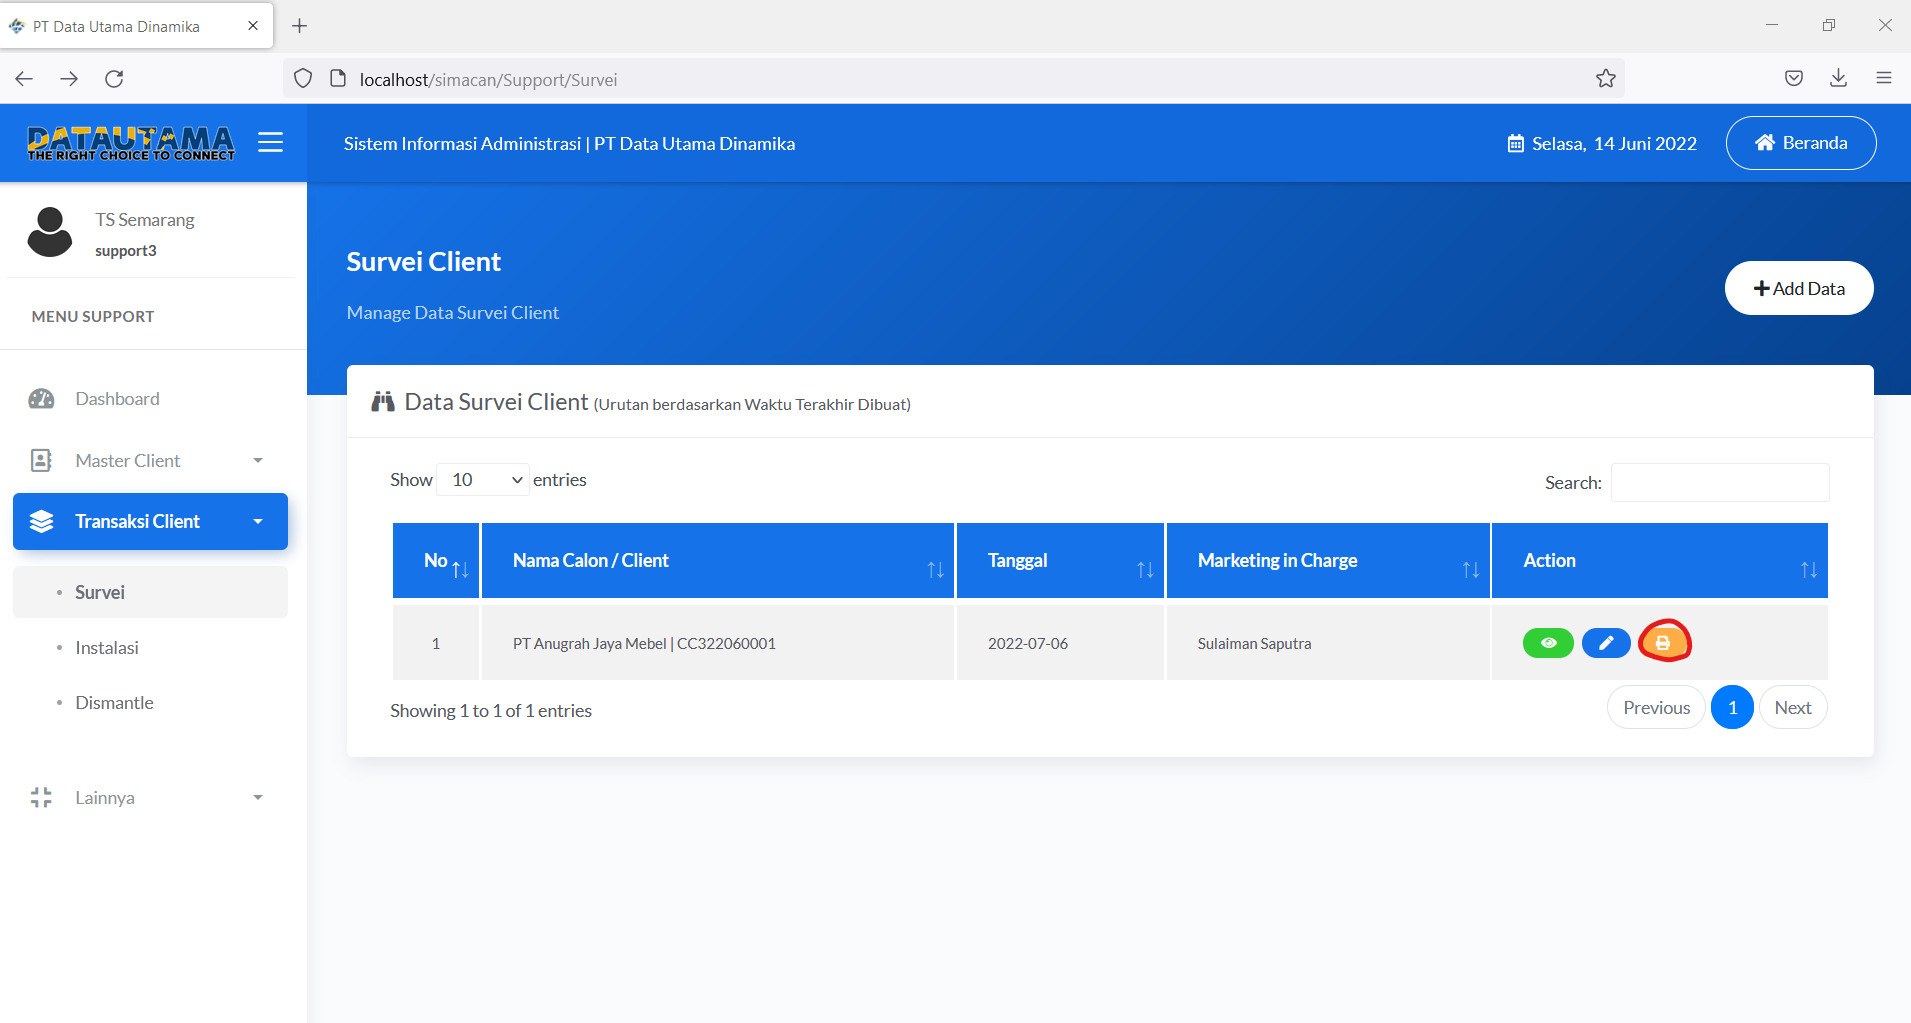 PT Data Utama Dinamika
localhost/simacan/Support/Survei
DATAUTAMA
THE RIGHT CHOICE TO CONNECT
Sistem Informasi Administrasi | PT Data Utama Dinamika
Selasa, 14 Juni 2022
Beranda
TS Semarang
support3
MENU SUPPORT
Dashboard
Master Client
Transaksi Client
• Survei
• Instalasi
• Dismantle
Lainnya
Survei Client
Manage Data Survei Client
Add Data
Data Survei Client (Urutan berdasarkan Waktu Terakhir Dibuat)
Show 10 entries
Search:
No Nama Calon / Client Tanggal Marketing in Charge Action
1 PT Anugrah Jaya Mebel | CC322060001 2022-07-06 Sulaiman Saputra
Showing 1 to 1 of 1 entries
Previous 1 Next